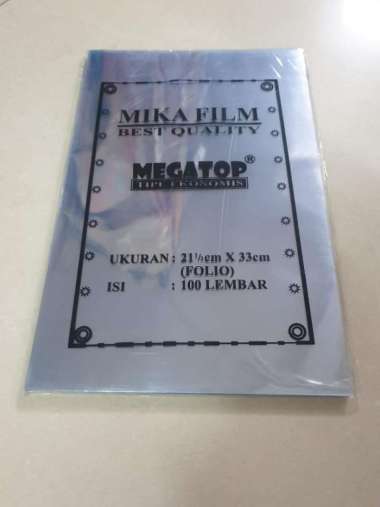 MIKA FILM
BEST QUALITY
MEGATOP®
TIPE EKONOMIS
UKURAN : 21½cm X 33cm
(FOLIO)
ISI : 100 LEMBAR